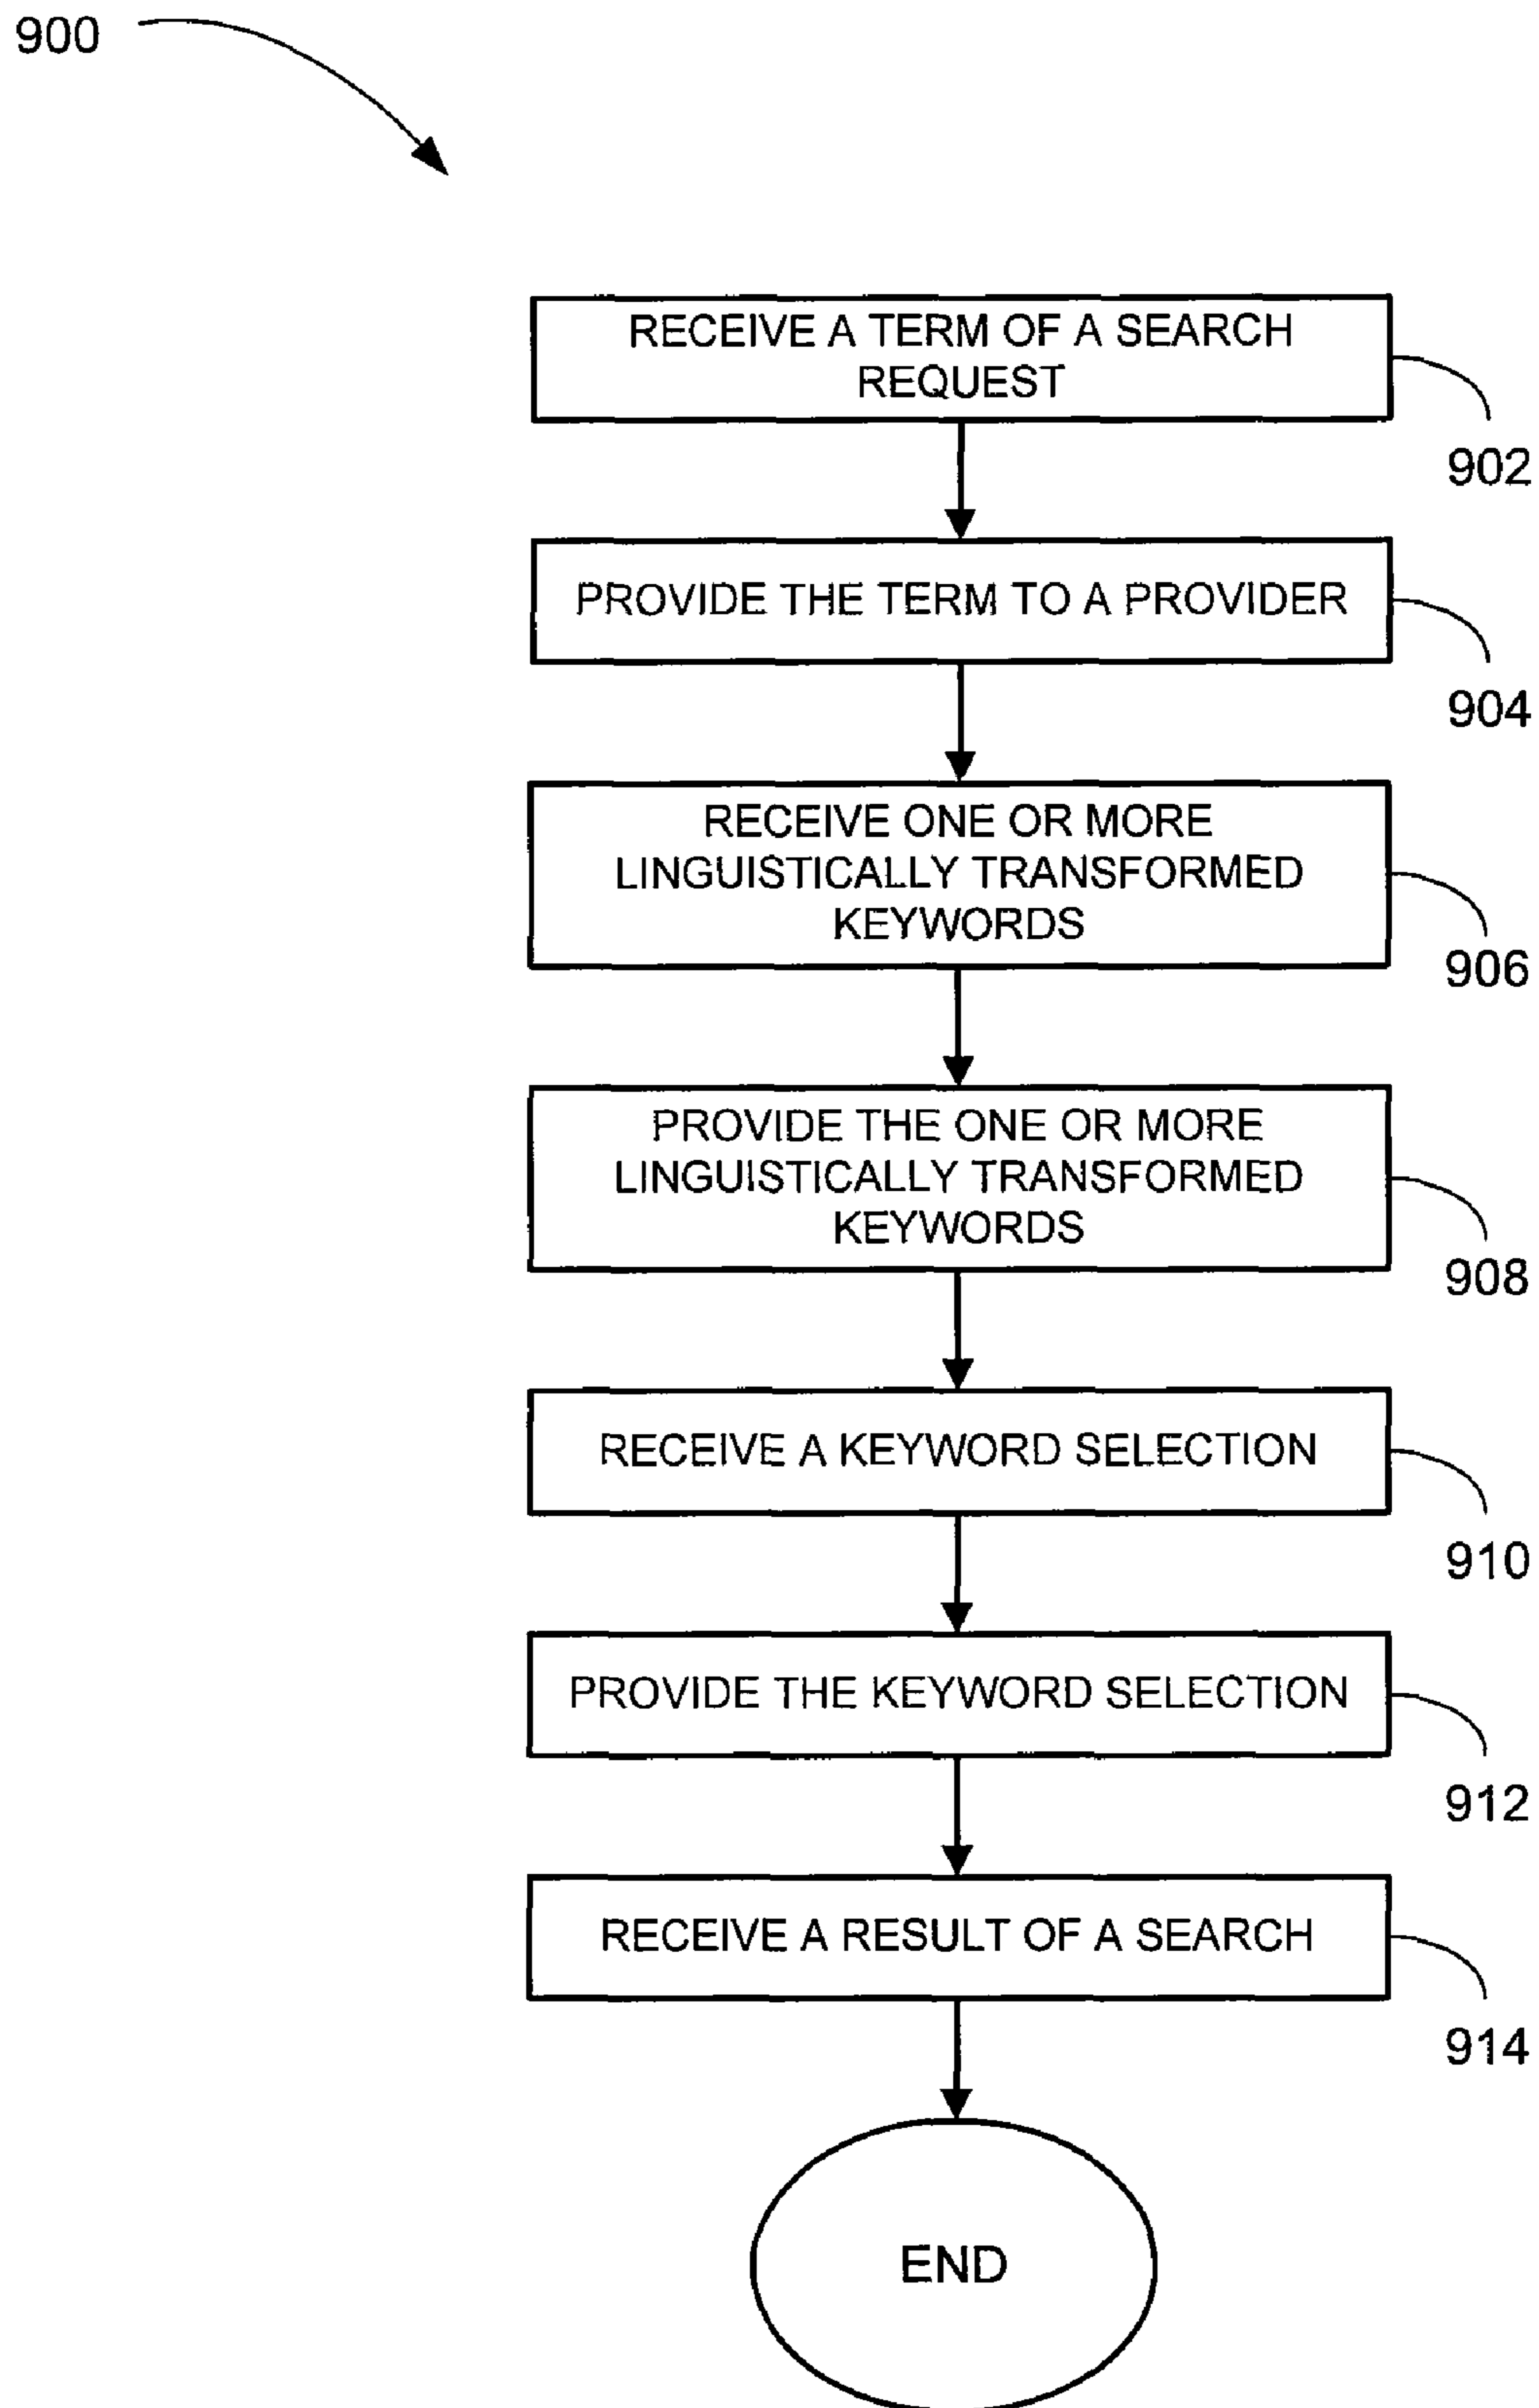 900
RECEIVE A TERM OF A SEARCH
REQUEST
902
PROVIDE THE TERM TO A PROVIDER
904
RECEIVE ONE OR MORE
LINGUISTICALLY TRANSFORMED
KEYWORDS
906
PROVIDE THE ONE OR MORE
LINGUISTICALLY TRANSFORMED
KEYWORDS
908
RECEIVE A KEYWORD SELECTION
910
PROVIDE THE KEYWORD SELECTION
912
RECEIVE A RESULT OF A SEARCH
914
END